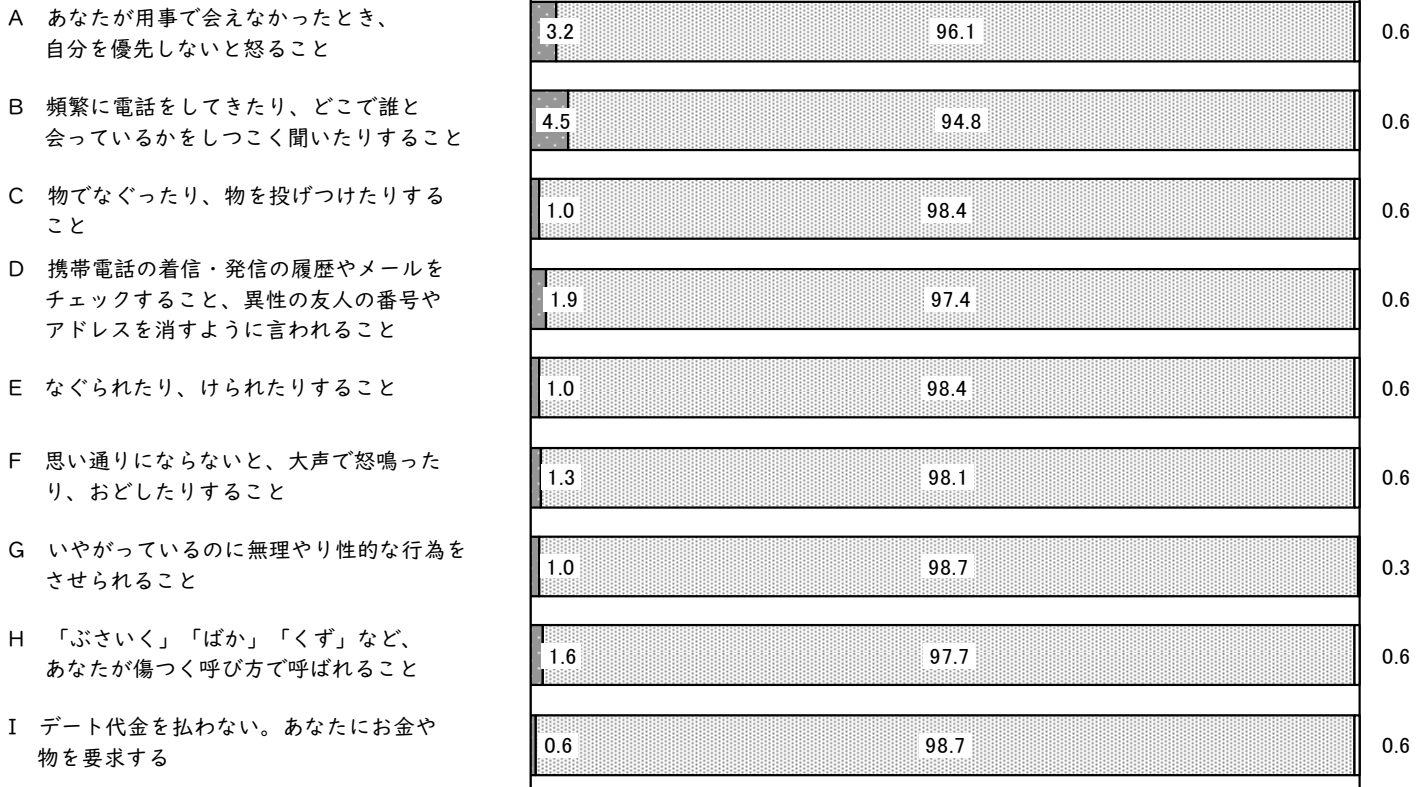 A あなたが用事で会えなかったとき、
自分を優先しないと怒ること
3.2 96.1 0.6
B 頻繁に電話をしてきたり、どこで誰と
会っているかをしつこく聞いたりすること
4.5 94.8 0.6
C 物でなぐったり、物を投げつけたりする
こと
1.0 98.4 0.6
D 携帯電話の着信・発信の履歴やメールを
チェックすること、異性の友人の番号や
アドレスを消すように言われること
1.9 97.4 0.6
E なぐられたり、けられたりすること
1.0 98.4 0.6
F 思い通りにならないと、大声で怒鳴った
り、おどしたりすること
1.3 98.1 0.6
G いやがっているのに無理やり性的な行為を
させられること
1.0 98.7 0.3
H 「ぶさいく」「ばか」「くず」など、
あなたが傷つく呼び方で呼ばれること
1.6 97.7 0.6
I デート代金を払わない。あなたにお金や
物を要求する
0.6 98.7 0.6